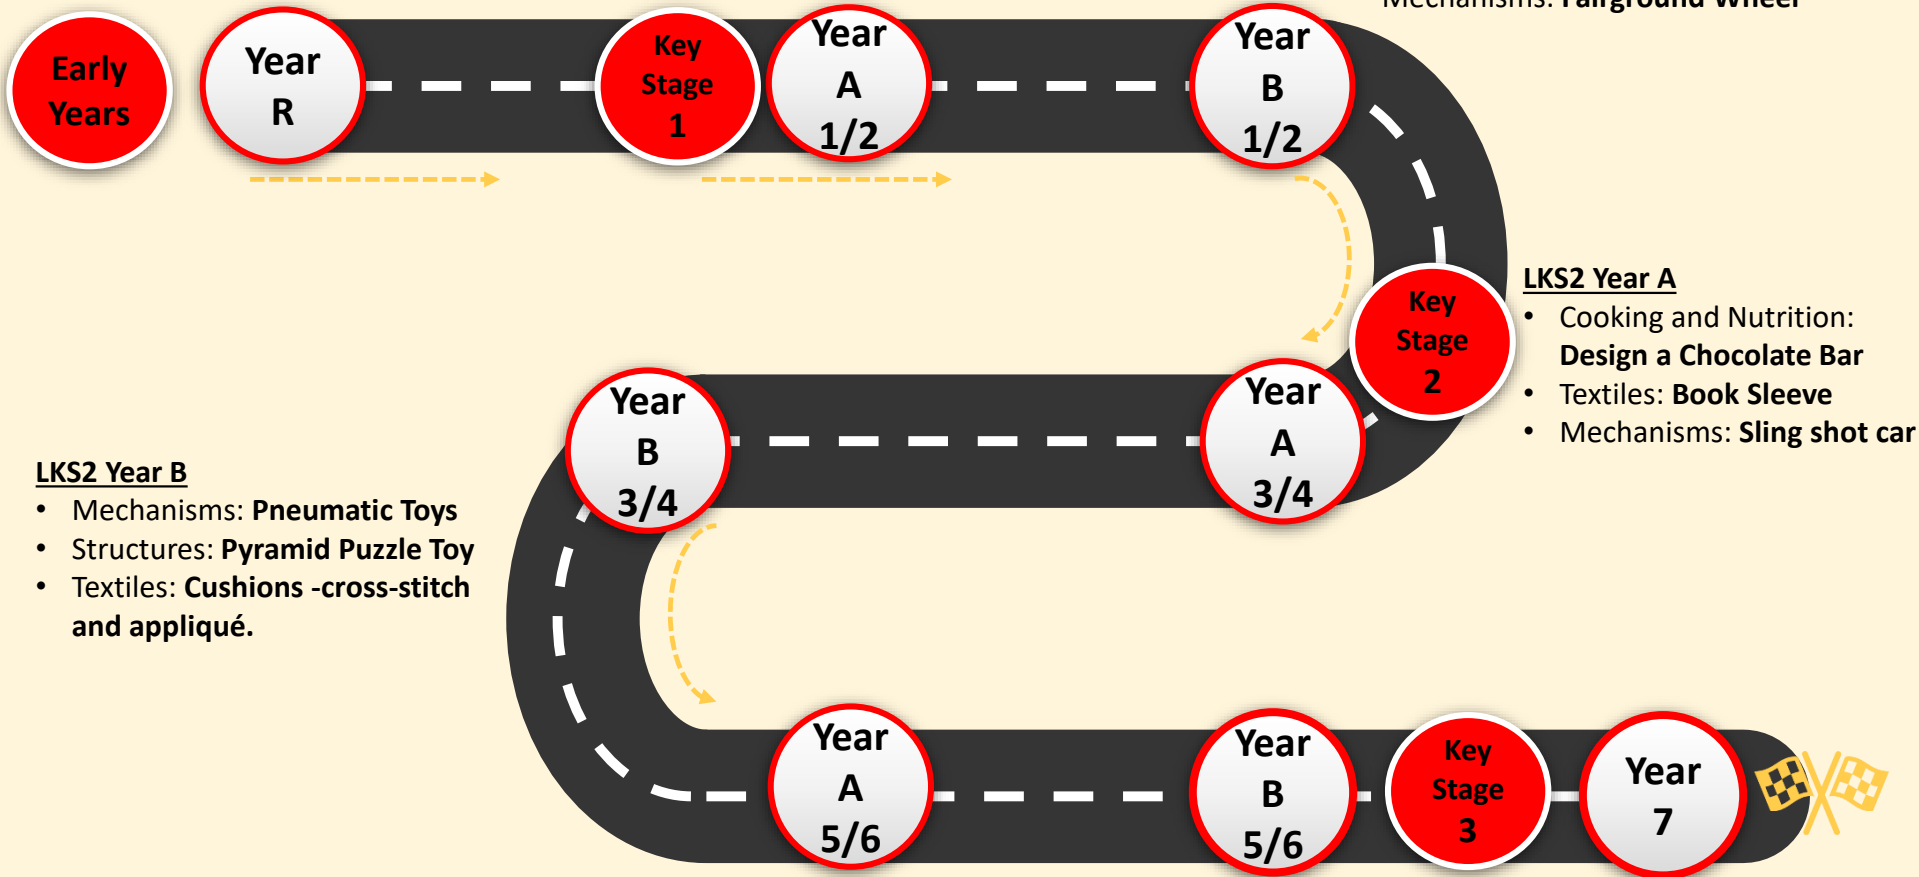 Mechanisms: Fairground Wheel
Early
Years
Year
R
Key
Stage
1
Year
A
1/2
Year
B
1/2
Key
Stage
2
LKS2 Year A
• Cooking and Nutrition:
Design a Chocolate Bar
• Textiles: Book Sleeve
• Mechanisms: Sling shot car
Year
A
3/4
Year
B
3/4
LKS2 Year B
• Mechanisms: Pneumatic Toys
• Structures: Pyramid Puzzle Toy
• Textiles: Cushions -cross-stitch
and appliqué.
Year
A
5/6
Year
B
5/6
Key
Stage
3
Year
7